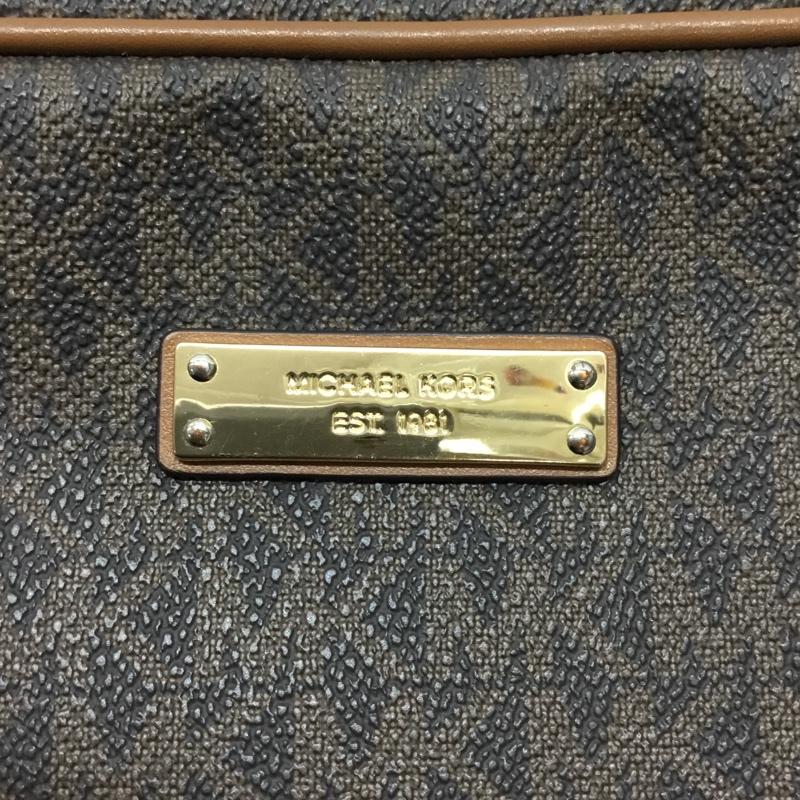 MICHAEL KORS
EST. 1981